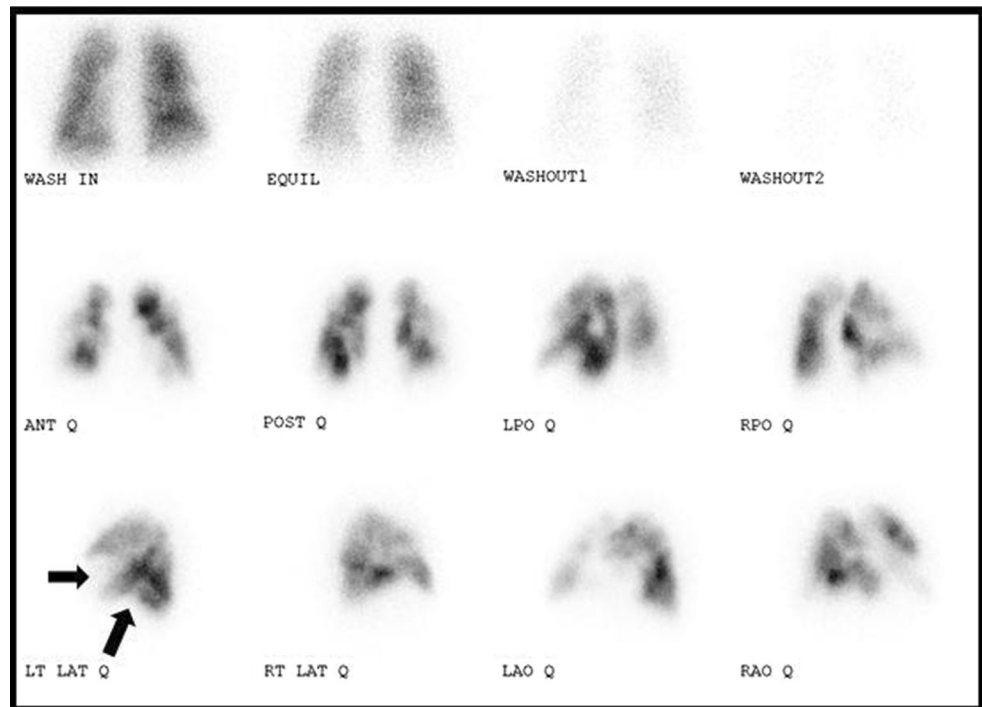 WASH IN
EQUIL
WASHOUT1
WASHOUT2
ANT Q
POST Q
LPO Q
RPO Q
LT LAT Q
RT LAT Q
LAO Q
RAO Q